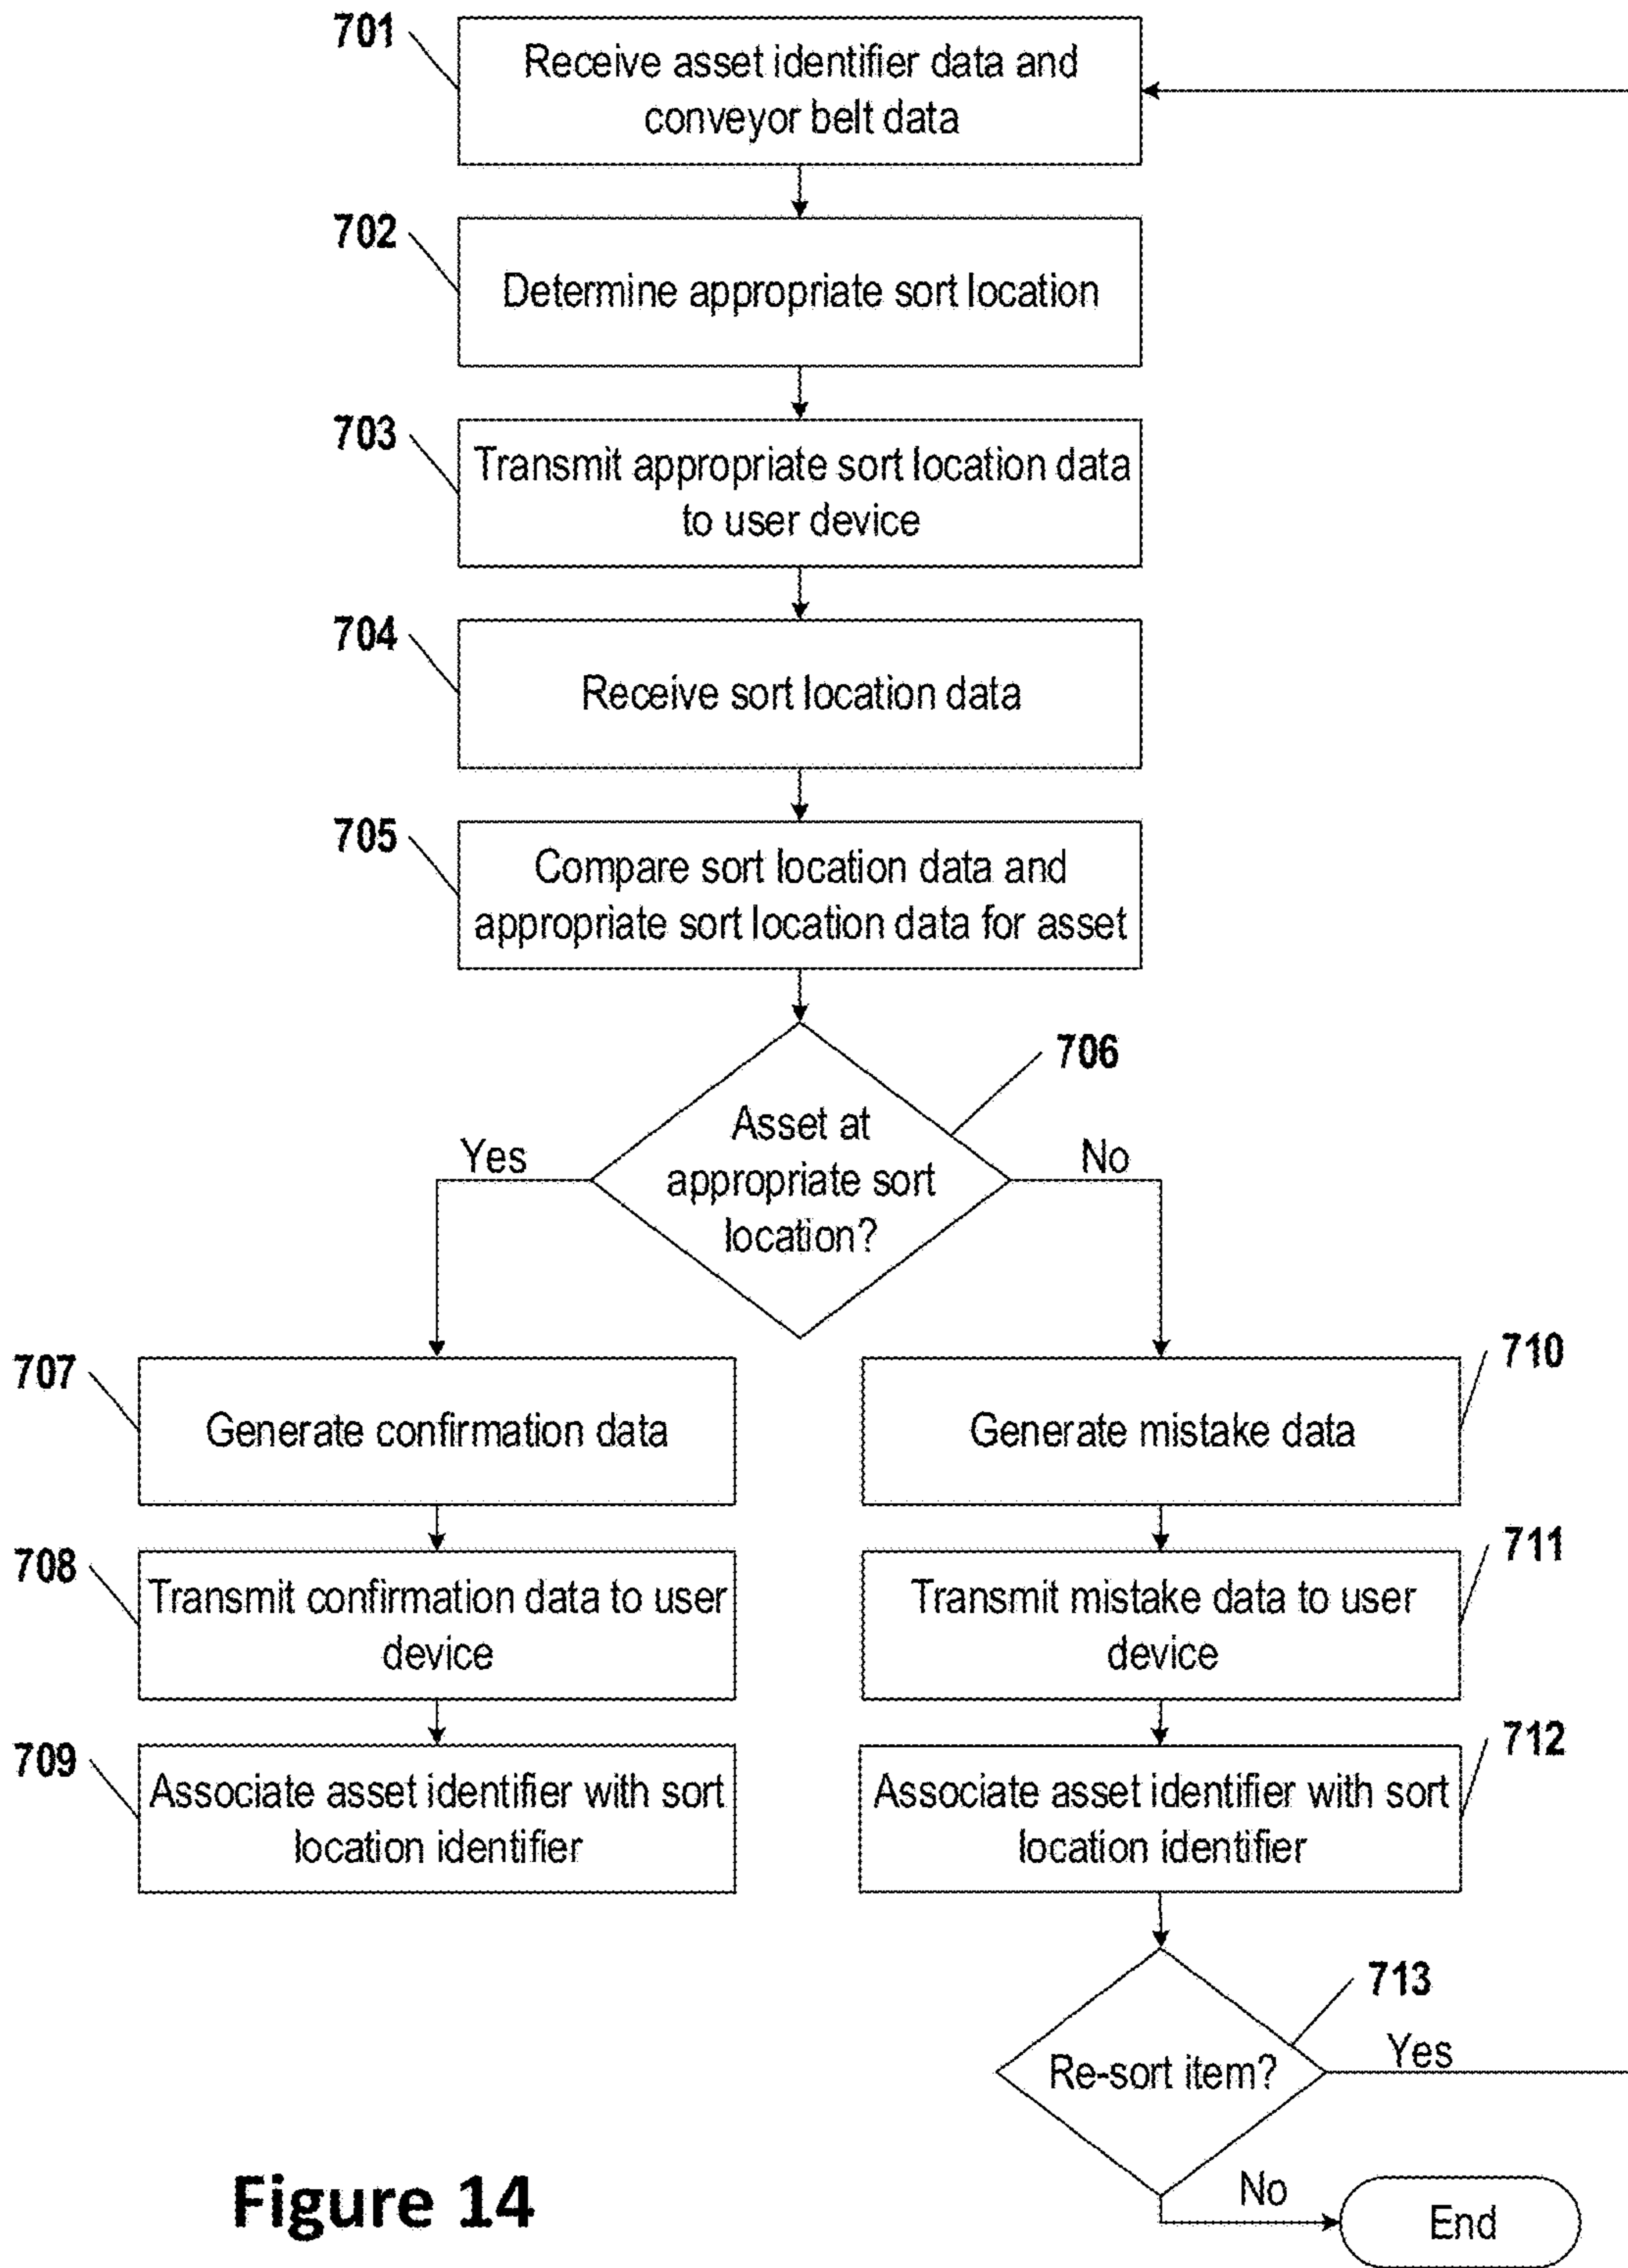 701
Receive asset identifier data and
conveyor belt data
702
Determine appropriate sort location
703
Transmit appropriate sort location data
to user device
704
Receive sort location data
705
Compare sort location data and
appropriate sort location data for asset
706
Asset at
appropriate sort
location?
Yes
No
707
Generate confirmation data
710
Generate mistake data
708
Transmit confirmation data to user
device
711
Transmit mistake data to user
device
709
Associate asset identifier with sort
location identifier
712
Associate asset identifier with sort
location identifier
713
Re-sort item?
Yes
No
End
Figure 14